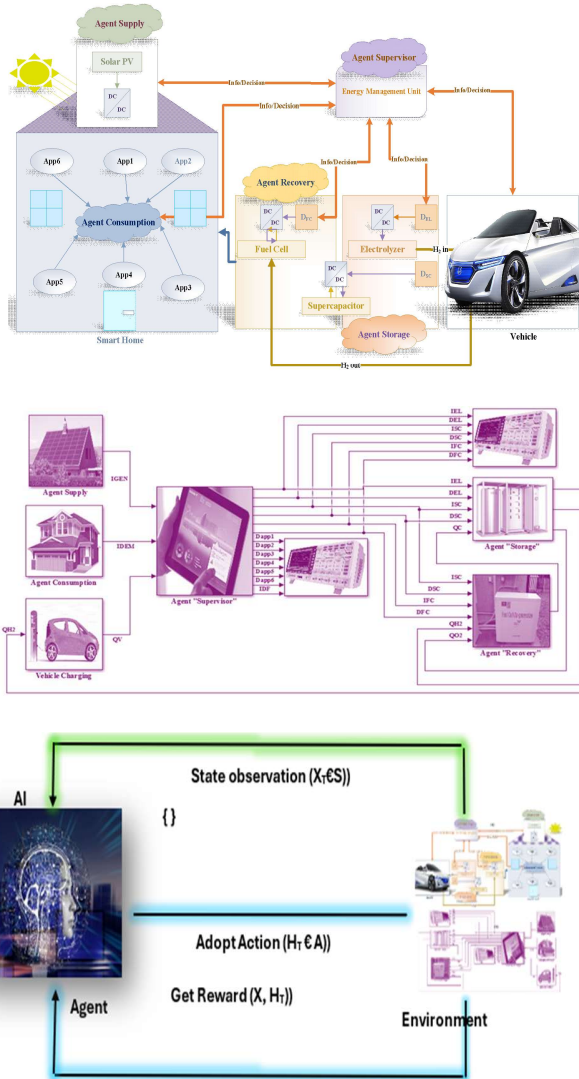 Agent Supply
Solar PV
DC
DC
Agent Supervisor
Energy Management Unit
Info/Decision
Info/Decision
Info/Decision
Info/Decision
Info/Decision
App6
App1
App2
Agent Consumption
App5
App4
App3
Smart Home
Agent Recovery
DC
DC
DFC
Fuel Cell
DC
DC
DEL
Electrolyzer
H2 in
DC
DC
DSC
Supercapacitor
Agent Storage
Vehicle
H2 out
Agent Supply
IGEN
Agent Consumption
IDEM
QH2
QV
Vehicle Charging
Agent "Supervisor"
Dapp1
Dapp2
Dapp3
Dapp4
Dapp5
Dapp6
IDF
IEL
DEL
ISC
DSC
IFC
DFC
IEL
DEL
ISC
DSC
QC
Agent "Storage"
ISC
DSC
IFC
DFC
QH2
QO2
Agent "Recovery"
State observation (XT€S))
AI
{ }
Adopt Action (HT € A))
Get Reward (X, HT))
Agent
Environment